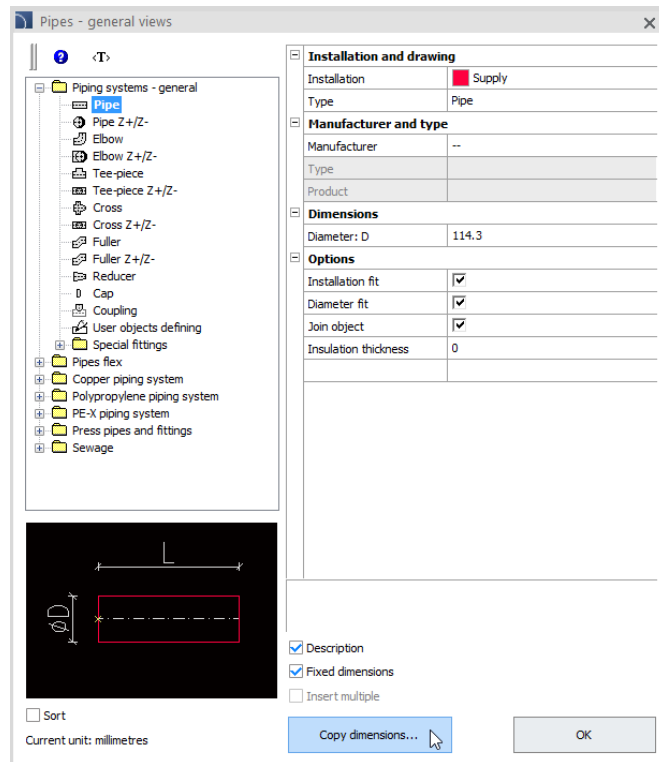 Pipes - general views
<T>
Piping systems - general
Pipe
Pipe Z+/Z-
Elbow
Elbow Z+/Z-
Tee-piece
Tee-piece Z+/Z-
Cross
Cross Z+/Z-
Fuller
Fuller Z+/Z-
Reducer
Cap
Coupling
User objects defining
Special fittings
Pipes flex
Copper piping system
Polypropylene piping system
PE-X piping system
Press pipes and fittings
Sewage
Installation and drawing
Installation Supply
Type Pipe
Manufacturer and type
Manufacturer --
Type
Product
Dimensions
Diameter: D 114.3
Options
Installation fit
Diameter fit
Join object
Insulation thickness 0
L
ØD
Description
Fixed dimensions
Insert multiple
Sort
Current unit: millimetres
Copy dimensions...
OK